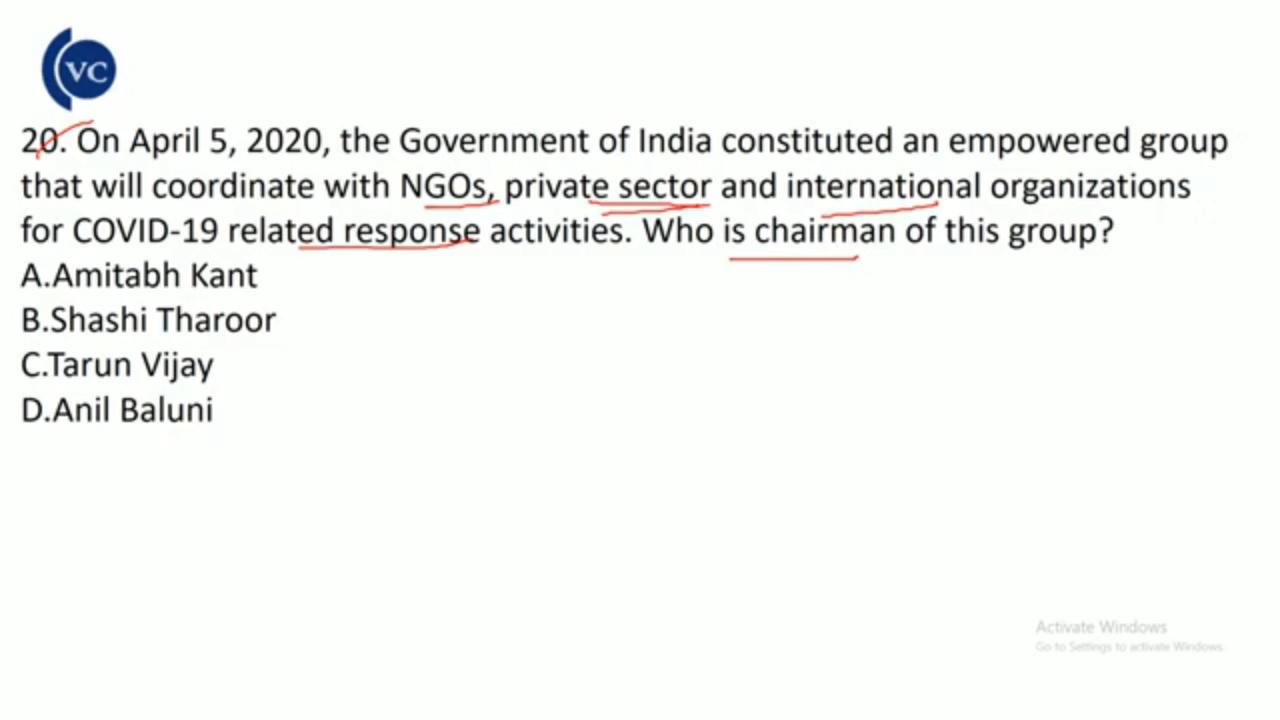 VC
20. On April 5, 2020, the Government of India constituted an empowered group
that will coordinate with NGOs, private sector and international organizations
for COVID-19 related response activities. Who is chairman of this group?
A.Amitabh Kant
B.Shashi Tharoor
C.Tarun Vijay
D.Anil Baluni
Activate Windows
Go to Settings to activate Windows.